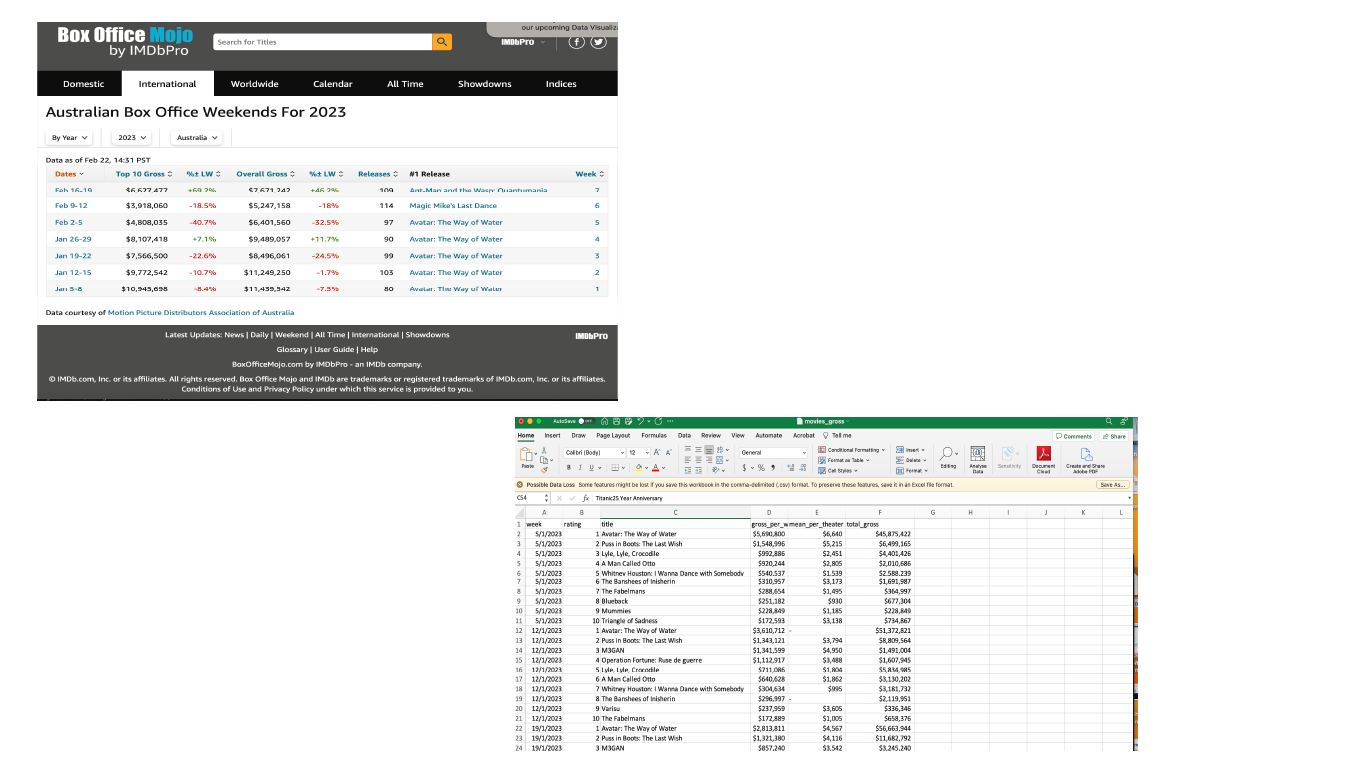 our upcoming Data Visualiz
Box Office Mojo
by IMDbPro
Search for Titles
IMDbPro
Domestic International Worldwide Calendar All Time Showdowns Indices
Australian Box Office Weekends For 2023
By Year 2023 Australia
Data as of Feb 22, 14:31 PST
Dates Top 10 Gross %± LW Overall Gross %± LW Releases #1 Release Week
Feb 16-19 $6,627,477 +69.2% $7,671,242 +46.2% 109 Ant-Man and the Wasp: Quantumania 7
Feb 9-12 $3,918,060 -18.5% $5,247,158 -18% 114 Magic Mike's Last Dance 6
Feb 2-5 $4,808,035 -40.7% $6,401,560 -32.5% 97 Avatar: The Way of Water 5
Jan 26-29 $8,107,418 +7.1% $9,489,057 +11.7% 90 Avatar: The Way of Water 4
Jan 19-22 $7,566,500 -22.6% $8,496,061 -24.5% 99 Avatar: The Way of Water 3
Jan 12-15 $9,772,542 -10.7% $11,249,250 -1.7% 103 Avatar: The Way of Water 2
Jan 5-8 $10,945,698 -8.4% $11,439,542 -7.5% 80 Avatar: The Way of Water 1
Data courtesy of Motion Picture Distributors Association of Australia
Latest Updates: News | Daily | Weekend | All Time | International | Showdowns
IMDbPro
Glossary | User Guide | Help
BoxOfficeMojo.com by IMDbPro - an IMDb company.
© IMDb.com, Inc. or its affiliates. All rights reserved. Box Office Mojo and IMDb are trademarks or registered trademarks of IMDb.com, Inc. or its affiliates.
Conditions of Use and Privacy Policy under which this service is provided to you.
AutoSave OFF movies_gross
Home Insert Draw Page Layout Formulas Data Review View Automate Acrobat Tell me Comments Share
Paste Calibri (Body) 12 General Conditional Formatting Format as Table Cell Styles Insert Delete Format Editing Analyse Data Sensitivity Document Cloud Create and Share Adobe PDF
Possible Data Loss Some features might be lost if you save this workbook in the comma-delimited (.csv) format. To preserve these features, save it in an Excel file format. Save As...
C54 fx Titanic25 Year Anniversary
A B C D E F G H I J K L
1 week rating title gross_per_w mean_per_theater total_gross
2 5/1/2023 1 Avatar: The Way of Water $5,690,800 $6,640 $45,875,422
3 5/1/2023 2 Puss in Boots: The Last Wish $1,548,996 $5,215 $6,499,165
4 5/1/2023 3 Lyle, Lyle, Crocodile $992,886 $2,451 $4,401,426
5 5/1/2023 4 A Man Called Otto $920,244 $2,805 $2,010,686
6 5/1/2023 5 Whitney Houston: I Wanna Dance with Somebody $540,537 $1,539 $2,588,239
7 5/1/2023 6 The Banshees of Inisherin $310,957 $3,173 $1,691,987
8 5/1/2023 7 The Fabelmans $288,654 $1,495 $364,997
9 5/1/2023 8 Blueback $251,182 $930 $677,304
10 5/1/2023 9 Mummies $228,849 $1,185 $228,849
11 5/1/2023 10 Triangle of Sadness $172,593 $3,138 $734,867
12 12/1/2023 1 Avatar: The Way of Water $3,610,712 - $51,372,821
13 12/1/2023 2 Puss in Boots: The Last Wish $1,343,121 $3,794 $8,809,564
14 12/1/2023 3 M3GAN $1,341,599 $4,950 $1,491,004
15 12/1/2023 4 Operation Fortune: Ruse de guerre $1,112,917 $3,488 $1,607,945
16 12/1/2023 5 Lyle, Lyle, Crocodile $711,086 $1,804 $5,834,985
17 12/1/2023 6 A Man Called Otto $640,628 $1,862 $3,130,202
18 12/1/2023 7 Whitney Houston: I Wanna Dance with Somebody $304,634 $995 $3,181,732
19 12/1/2023 8 The Banshees of Inisherin $296,997 - $2,119,951
20 12/1/2023 9 Varisu $237,959 $3,605 $336,346
21 12/1/2023 10 The Fabelmans $172,889 $1,005 $658,376
22 19/1/2023 1 Avatar: The Way of Water $2,813,811 $4,567 $56,663,944
23 19/1/2023 2 Puss in Boots: The Last Wish $1,321,380 $4,116 $11,682,792
24 19/1/2023 3 M3GAN $857,240 $3,542 $3,245,240